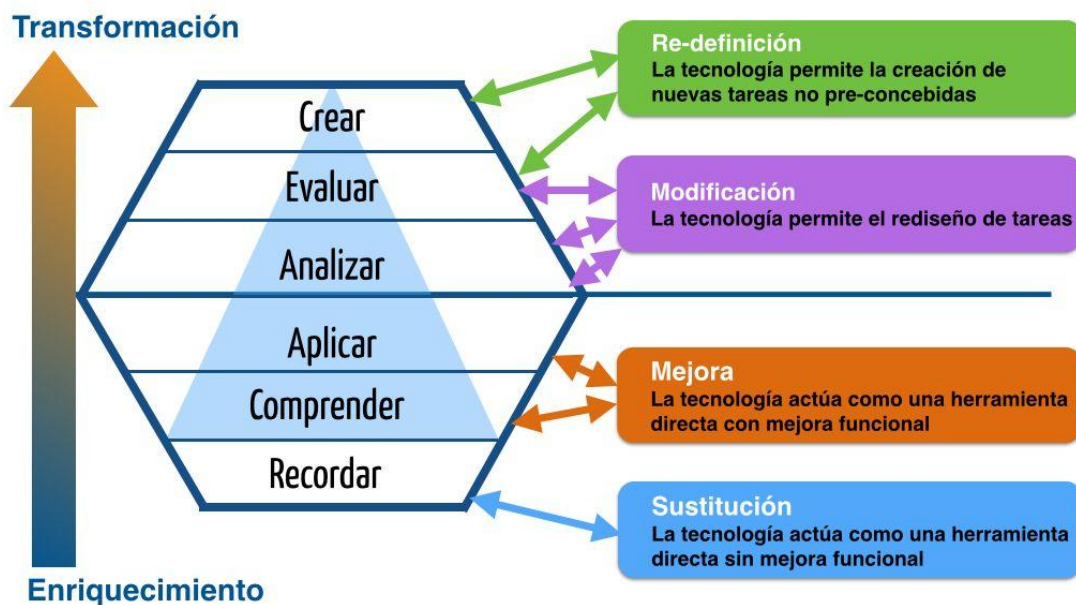 Transformación
Crear
Evaluar
Analizar
Aplicar
Comprender
Recordar
Enriquecimiento
Re-definición
La tecnología permite la creación de
nuevas tareas no pre-concebidas
Modificación
La tecnología permite el rediseño de tareas
Mejora
La tecnología actúa como una herramienta
directa con mejora funcional
Sustitución
La tecnología actúa como una herramienta
directa sin mejora funcional